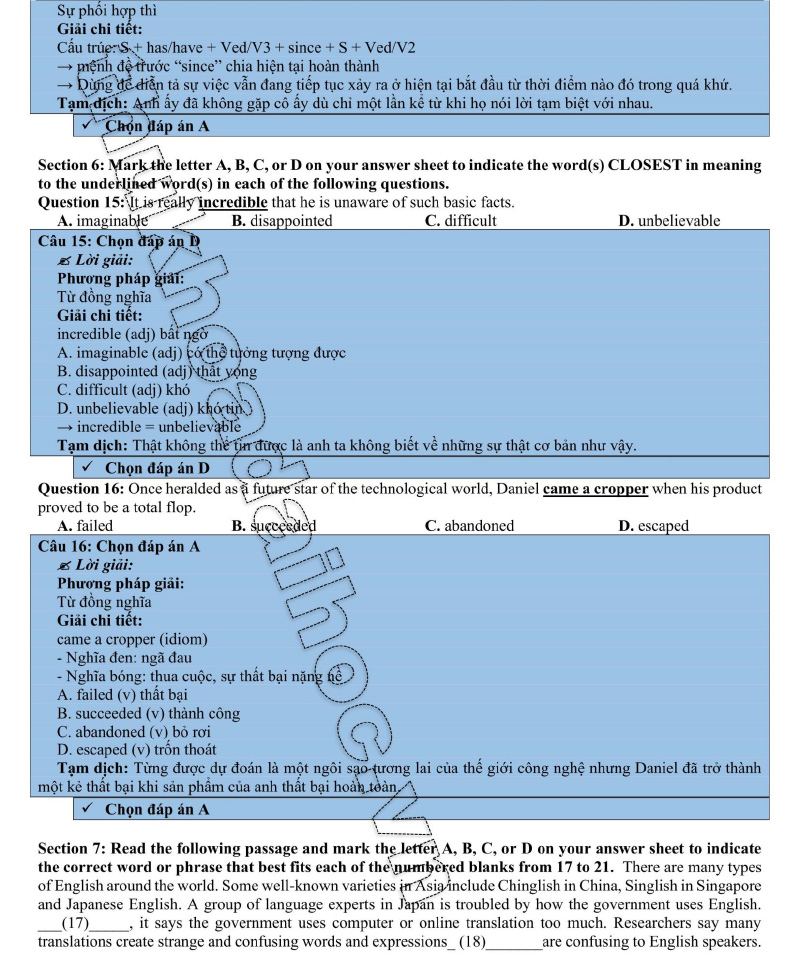 Sự phối hợp thì
Giải chi tiết:
Cấu trúc: S + has/have + Ved/V3 + since + S + Ved/V2
→ mệnh đề trước “since” chia hiện tại hoàn thành
→ Dùng để diễn tả sự việc vẫn đang tiếp tục xảy ra ở hiện tại bắt đầu từ thời điểm nào đó trong quá khứ.
Tạm dịch: Anh ấy đã không gặp cô ấy dù chỉ một lần kể từ khi họ nói lời tạm biệt với nhau.
✓ Chọn đáp án A
Section 6: Mark the letter A, B, C, or D on your answer sheet to indicate the word(s) CLOSEST in meaning
to the underlined word(s) in each of the following questions.
Question 15: It is really incredible that he is unaware of such basic facts.
A. imaginable B. disappointed C. difficult D. unbelievable
Câu 15: Chọn đáp án D
✍ Lời giải:
Phương pháp giải:
Từ đồng nghĩa
Giải chi tiết:
incredible (adj) bất ngờ
A. imaginable (adj) có thể tưởng tượng được
B. disappointed (adj) thất vọng
C. difficult (adj) khó
D. unbelievable (adj) khó tin
→ incredible = unbelievable
Tạm dịch: Thật không thể tin được là anh ta không biết về những sự thật cơ bản như vậy.
✓ Chọn đáp án D
Question 16: Once heralded as a future star of the technological world, Daniel came a cropper when his product
proved to be a total flop.
A. failed B. succeeded C. abandoned D. escaped
Câu 16: Chọn đáp án A
✍ Lời giải:
Phương pháp giải:
Từ đồng nghĩa
Giải chi tiết:
came a cropper (idiom)
- Nghĩa đen: ngã đau
- Nghĩa bóng: thua cuộc, sự thất bại nặng nề
A. failed (v) thất bại
B. succeeded (v) thành công
C. abandoned (v) bỏ rơi
D. escaped (v) trốn thoát
Tạm dịch: Từng được dự đoán là một ngôi sao tương lai của thế giới công nghệ nhưng Daniel đã trở thành
một kẻ thất bại khi sản phẩm của anh thất bại hoàn toàn.
✓ Chọn đáp án A
Section 7: Read the following passage and mark the letter A, B, C, or D on your answer sheet to indicate
the correct word or phrase that best fits each of the numbered blanks from 17 to 21. There are many types
of English around the world. Some well-known varieties in Asia include Chinglish in China, Singlish in Singapore
and Japanese English. A group of language experts in Japan is troubled by how the government uses English.
___(17)_____, it says the government uses computer or online translation too much. Researchers say many
translations create strange and confusing words and expressions_ (18)_______are confusing to English speakers.